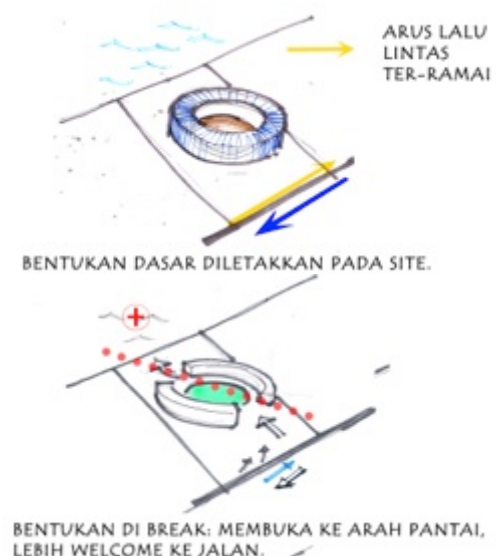 ARUS LALU
LINTAS
TER-RAMAI
BENTUKAN DASAR DILETAKKAN PADA SITE.
BENTUKAN DI BREAK: MEMBUKA KE ARAH PANTAI,
LEBIH WELCOME KE JALAN.